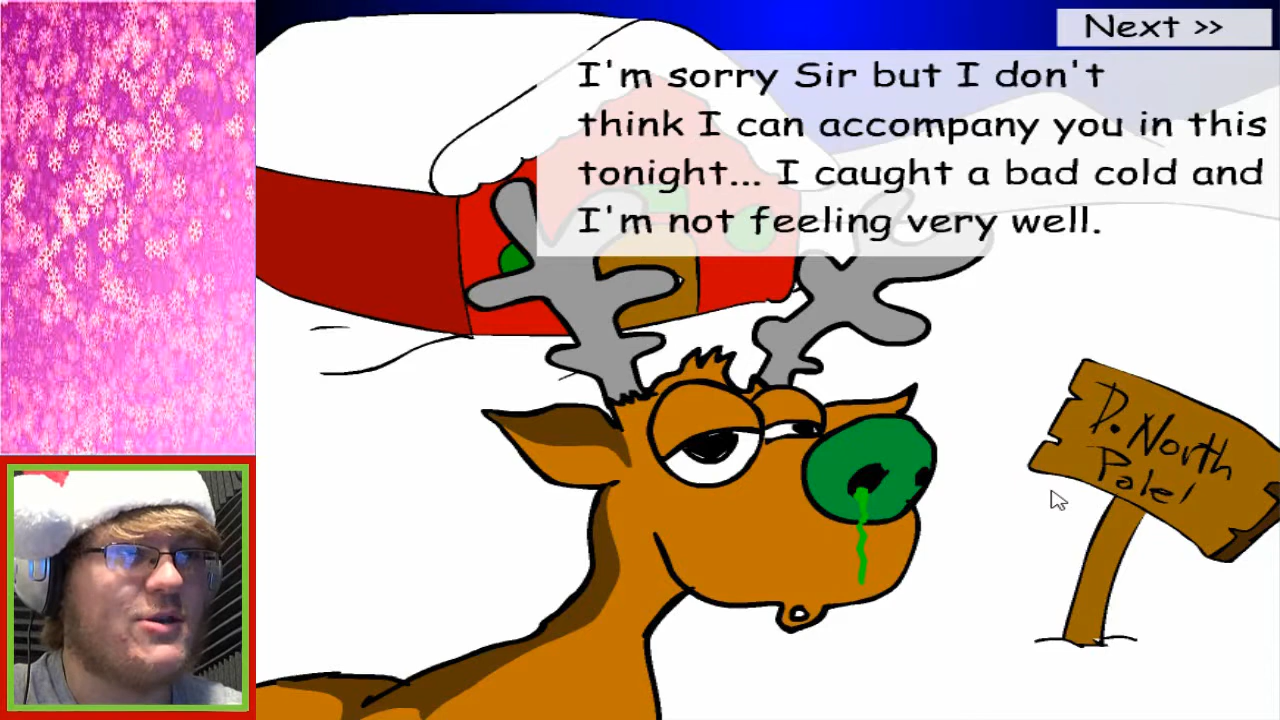 Next >>
I'm sorry Sir but I don't
think I can accompany you in this
tonight... I caught a bad cold and
I'm not feeling very well.
D. North
Pole!